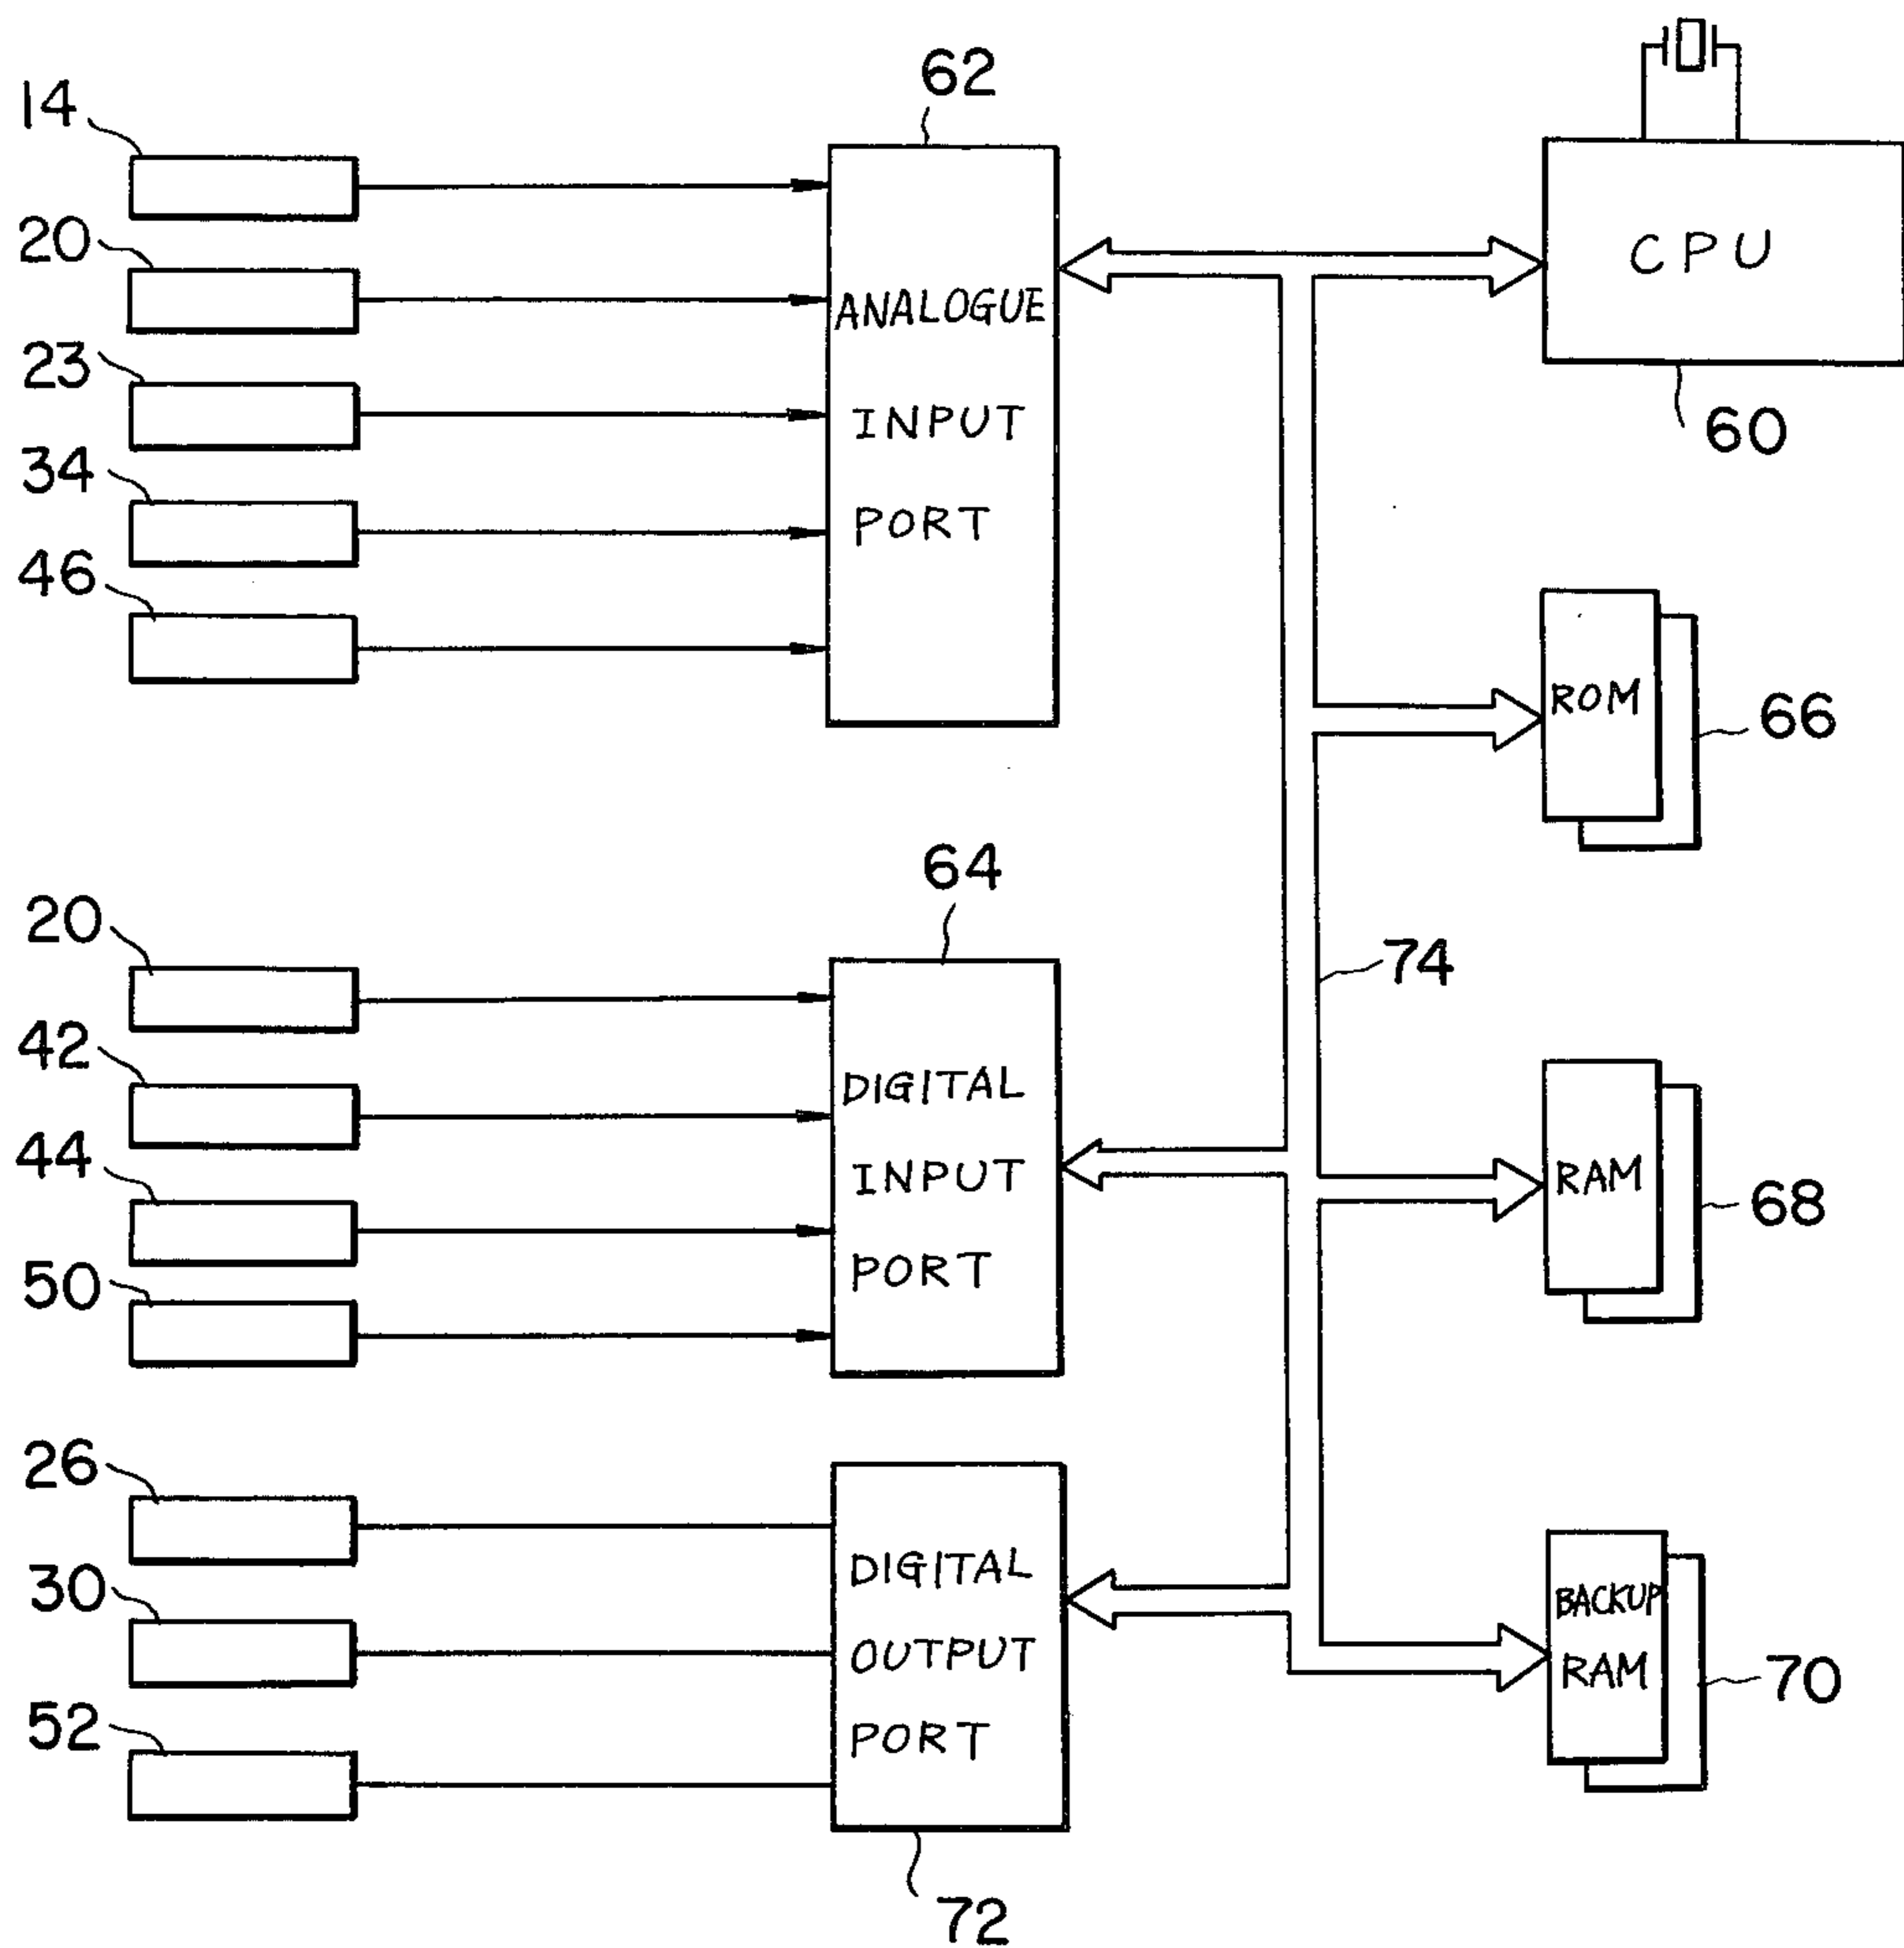 14
20
23
34
46
62
ANALOGUE
INPUT
PORT
CPU
60
ROM
66
20
42
44
50
64
DIGITAL
INPUT
PORT
74
RAM
68
26
30
52
DIGITAL
OUTPUT
PORT
72
BACKUP
RAM
70